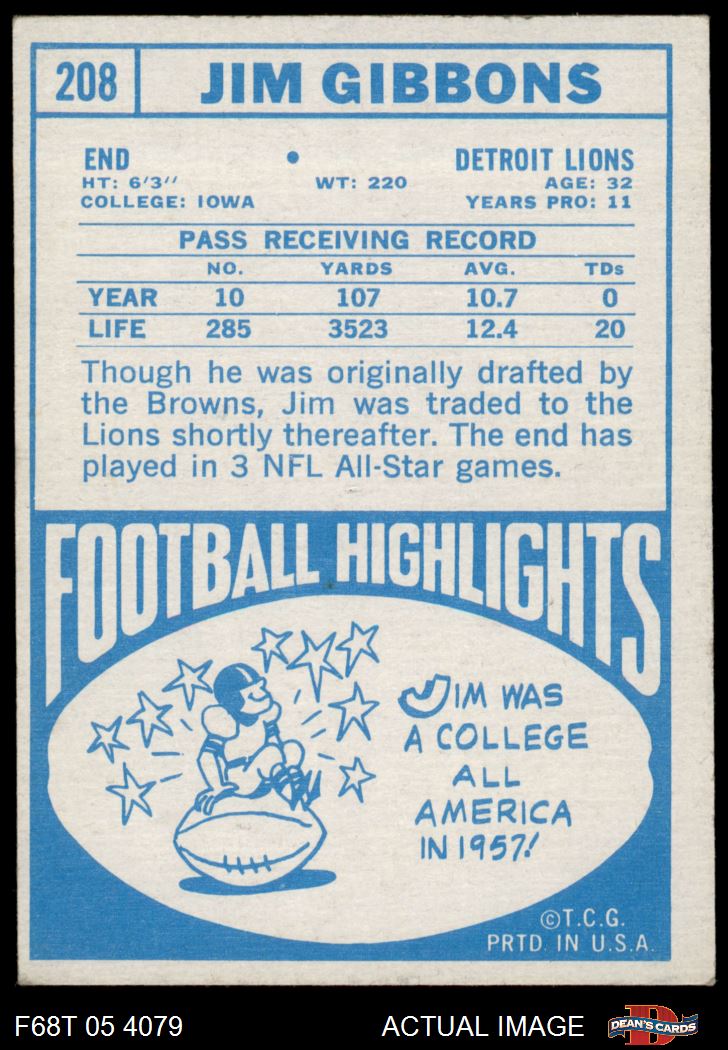 208 JIM GIBBONS
END • DETROIT LIONS
HT: 6'3'' WT: 220 AGE: 32
COLLEGE: IOWA YEARS PRO: 11
PASS RECEIVING RECORD
NO. YARDS AVG. TDs
YEAR 10 107 10.7 0
LIFE 285 3523 12.4 20
Though he was originally drafted by
the Browns, Jim was traded to the
Lions shortly thereafter. The end has
played in 3 NFL All-Star games.
FOOTBALL HIGHLIGHTS
JIM WAS
A COLLEGE
ALL
AMERICA
IN 1957!
©T.C.G.
PRTD. IN U.S.A.
F68T 05 4079 ACTUAL IMAGE D DEAN'S CARDS